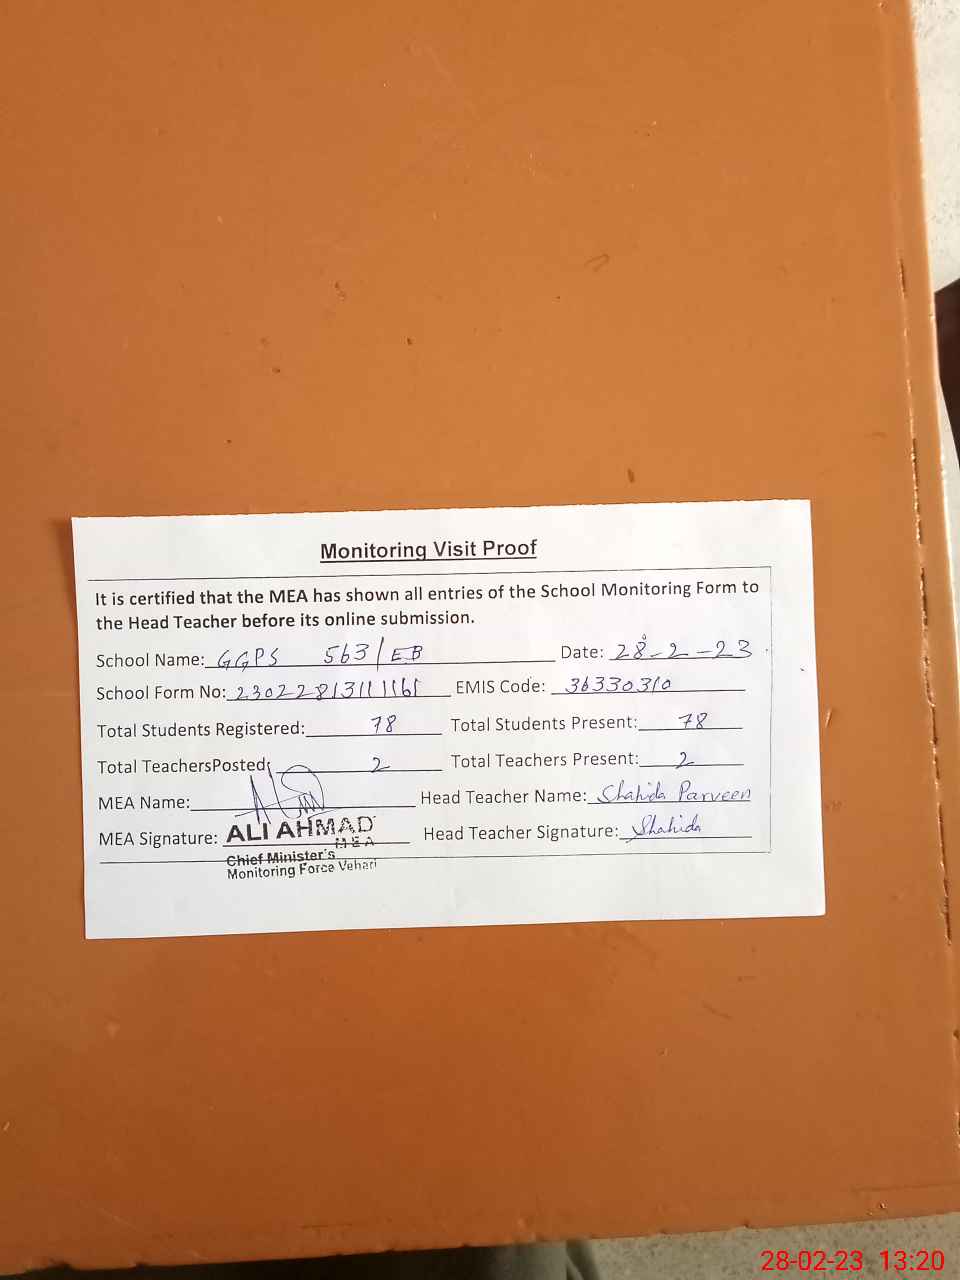 Monitoring Visit Proof
It is certified that the MEA has shown all entries of the School Monitoring Form to
the Head Teacher before its online submission.
School Name: GGPS 563/EB Date: 28-2-23
School Form No: 230228131111161 EMIS Code: 36330310
Total Students Registered: 78 Total Students Present: 78
Total TeachersPosted: 2 Total Teachers Present: 2
MEA Name: Head Teacher Name: Shahida Parveen
MEA Signature: ALI AHMAD Head Teacher Signature: Shahida
MEA
Chief Minister's
Monitoring Force Vehari
28-02-23 13:20